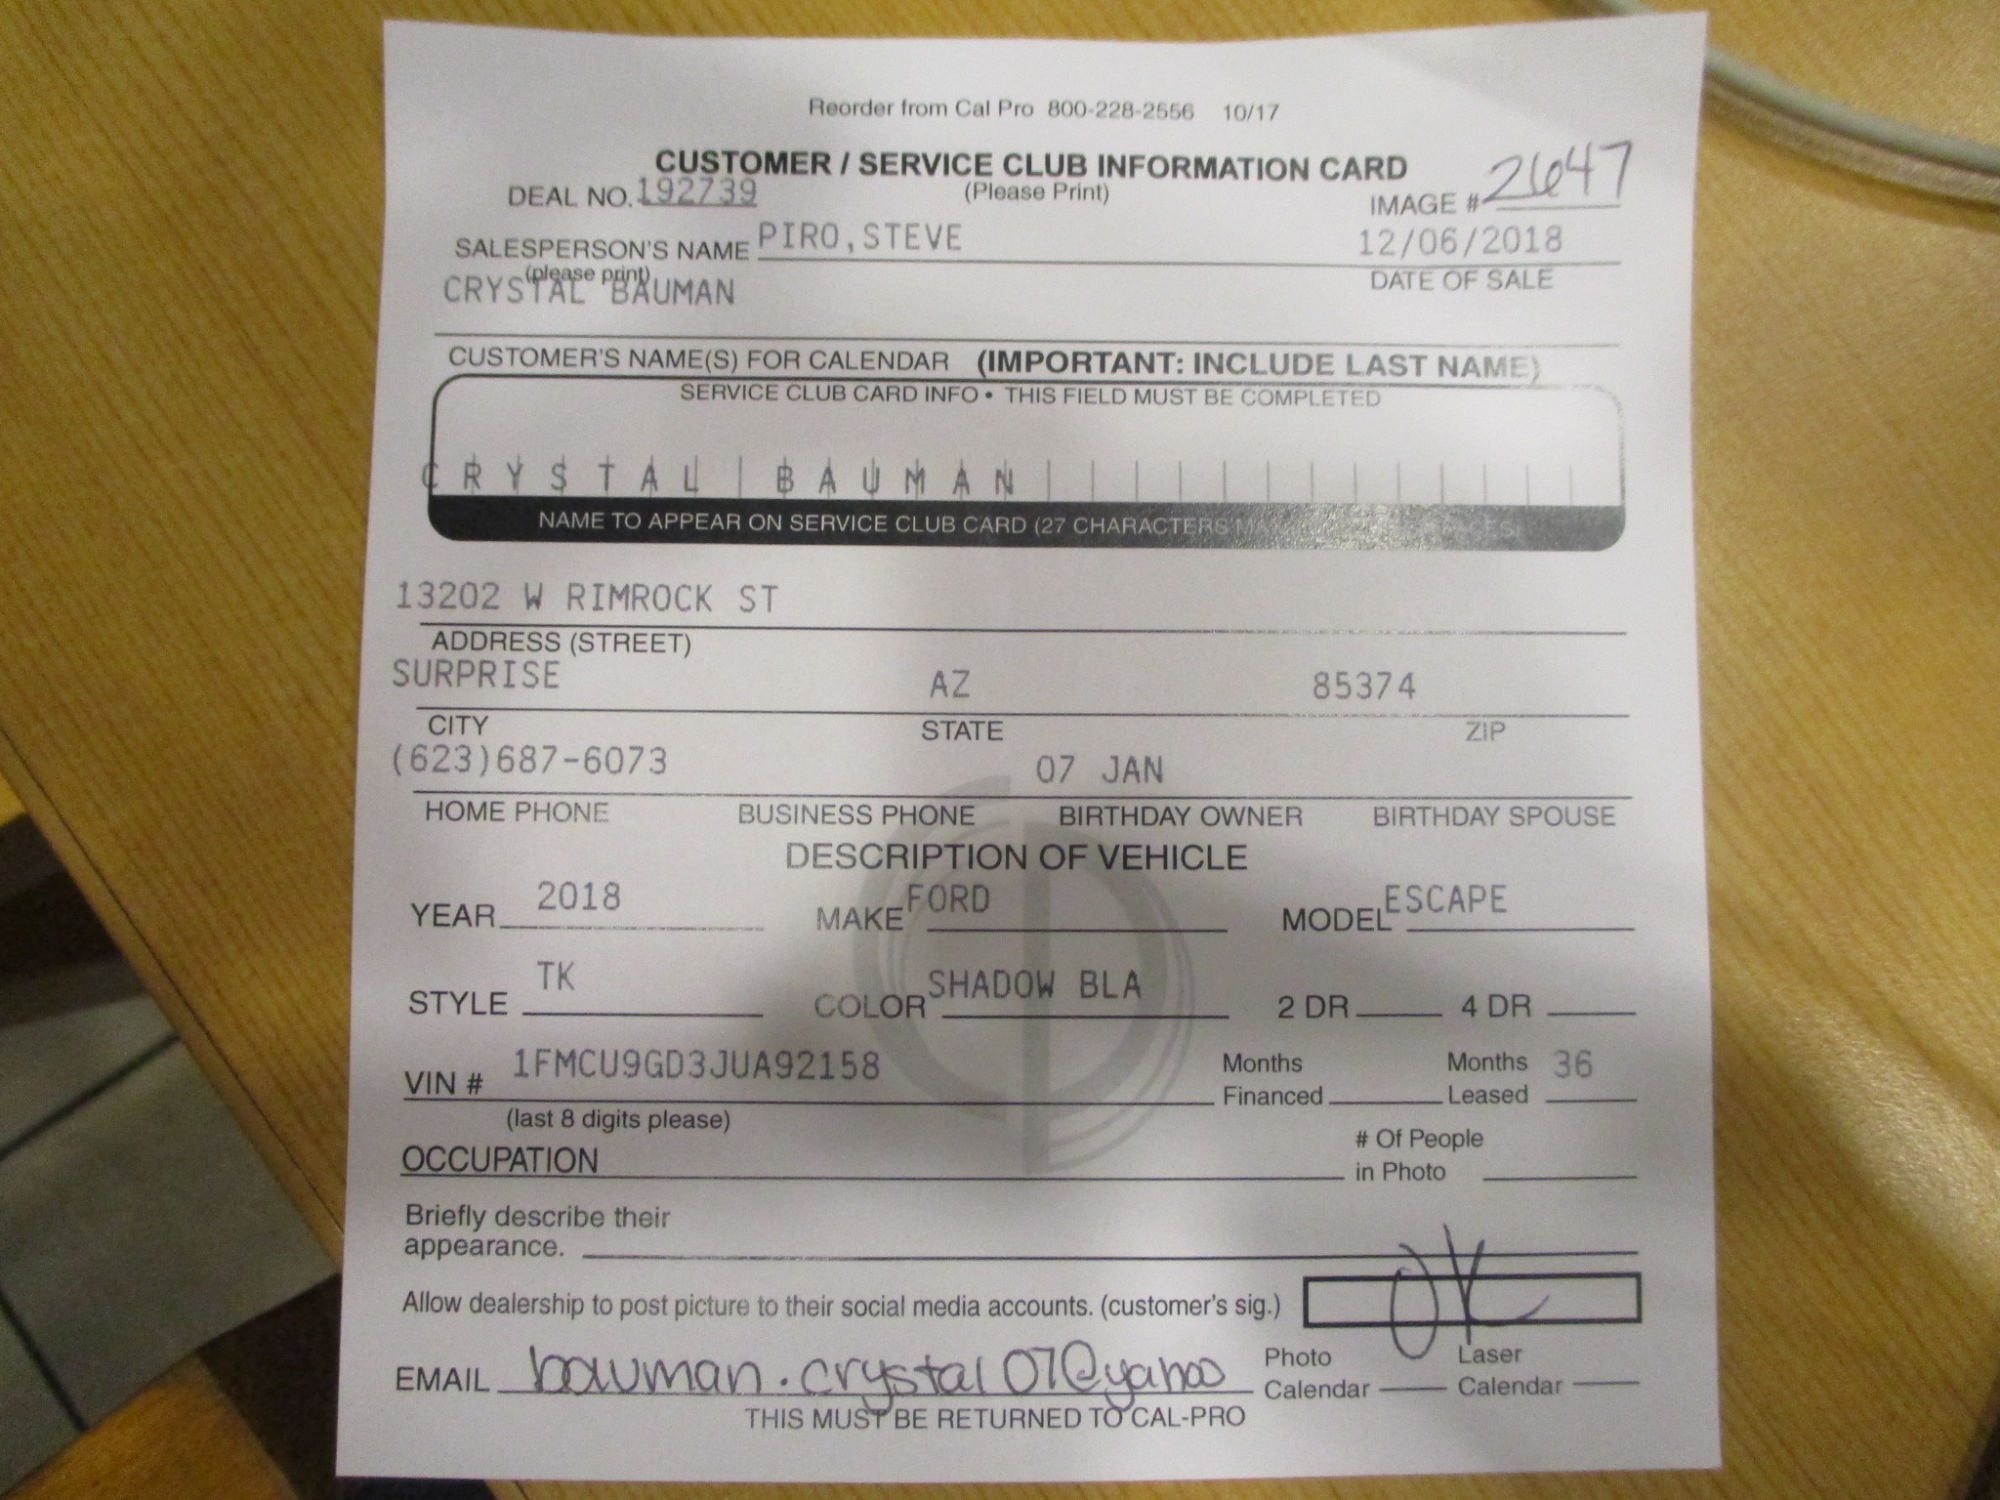 Reorder from Cal Pro 800-228-2556 10/17
CUSTOMER / SERVICE CLUB INFORMATION CARD
(Please Print)
DEAL NO. 192739
IMAGE # 2647
SALESPERSON'S NAME PIRO, STEVE 12/06/2018
(please print) DATE OF SALE
CRYSTAL BAUMAN
CUSTOMER'S NAME(S) FOR CALENDAR (IMPORTANT: INCLUDE LAST NAME)
SERVICE CLUB CARD INFO • THIS FIELD MUST BE COMPLETED
CRYSTAL BAUMAN
NAME TO APPEAR ON SERVICE CLUB CARD (27 CHARACTERS
13202 W RIMROCK ST
ADDRESS (STREET)
SURPRISE AZ 85374
CITY STATE ZIP
(623)687-6073 07 JAN
HOME PHONE BUSINESS PHONE BIRTHDAY OWNER BIRTHDAY SPOUSE
DESCRIPTION OF VEHICLE
YEAR 2018 MAKE FORD MODEL ESCAPE
STYLE TK COLOR SHADOW BLA 2 DR 4 DR
VIN # 1FMCU9GD3JUA92158 Months Financed Months Leased 36
(last 8 digits please)
OCCUPATION # Of People in Photo
Briefly describe their
appearance.
Allow dealership to post picture to their social media accounts. (customer's sig.) OK
EMAIL bauman.crystal07@yahoo Photo Calendar Laser Calendar
THIS MUST BE RETURNED TO CAL-PRO